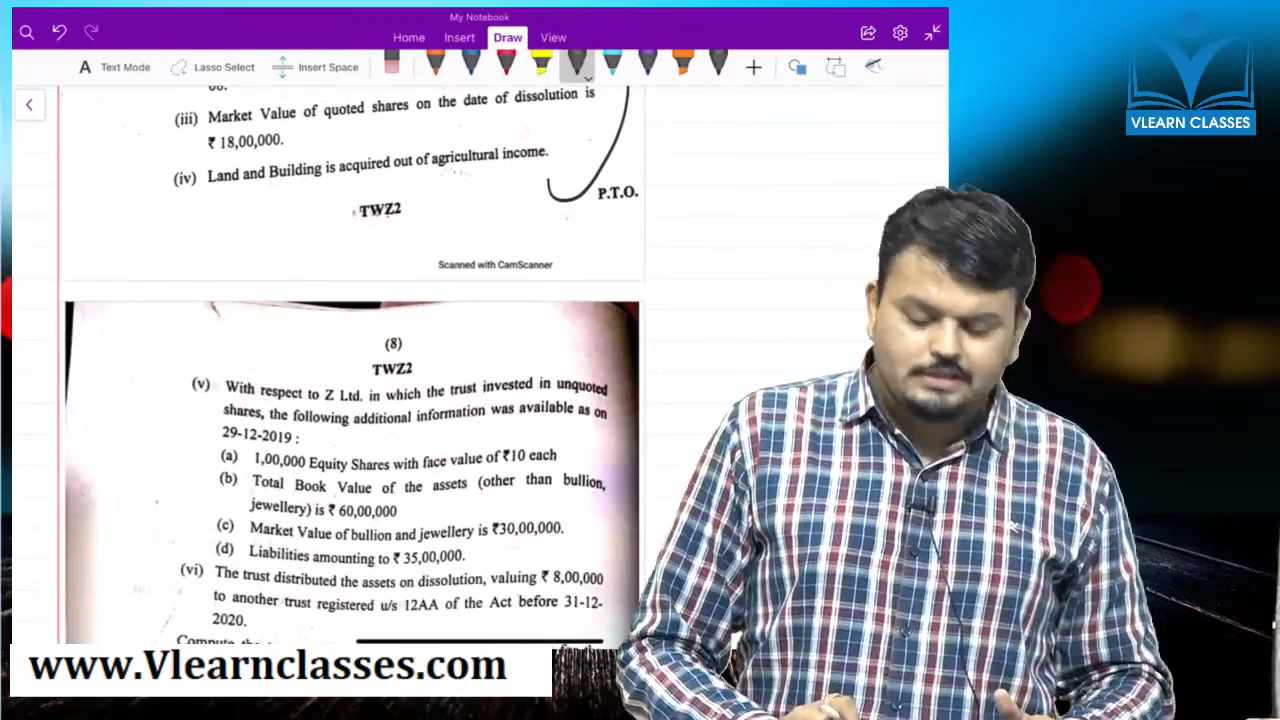 My Notebook
Home Insert Draw View
A Text Mode Lasso Select Insert Space
(iii) Market Value of quoted shares on the date of dissolution is
₹ 18,00,000.
(iv) Land and Building is acquired out of agricultural income.
P.T.O.
TWZ2
Scanned with CamScanner
(8)
TWZ2
(v) With respect to Z Ltd. in which the trust invested in unquoted
shares, the following additional information was available as on
29-12-2019 :
(a) 1,00,000 Equity Shares with face value of ₹10 each
(b) Total Book Value of the assets (other than bullion,
jewellery) is ₹ 60,00,000
(c) Market Value of bullion and jewellery is ₹30,00,000.
(d) Liabilities amounting to ₹ 35,00,000.
(vi) The trust distributed the assets on dissolution, valuing ₹ 8,00,000
to another trust registered u/s 12AA of the Act before 31-12-
2020.
Compute the
www.Vlearnclasses.com
VLEARN CLASSES